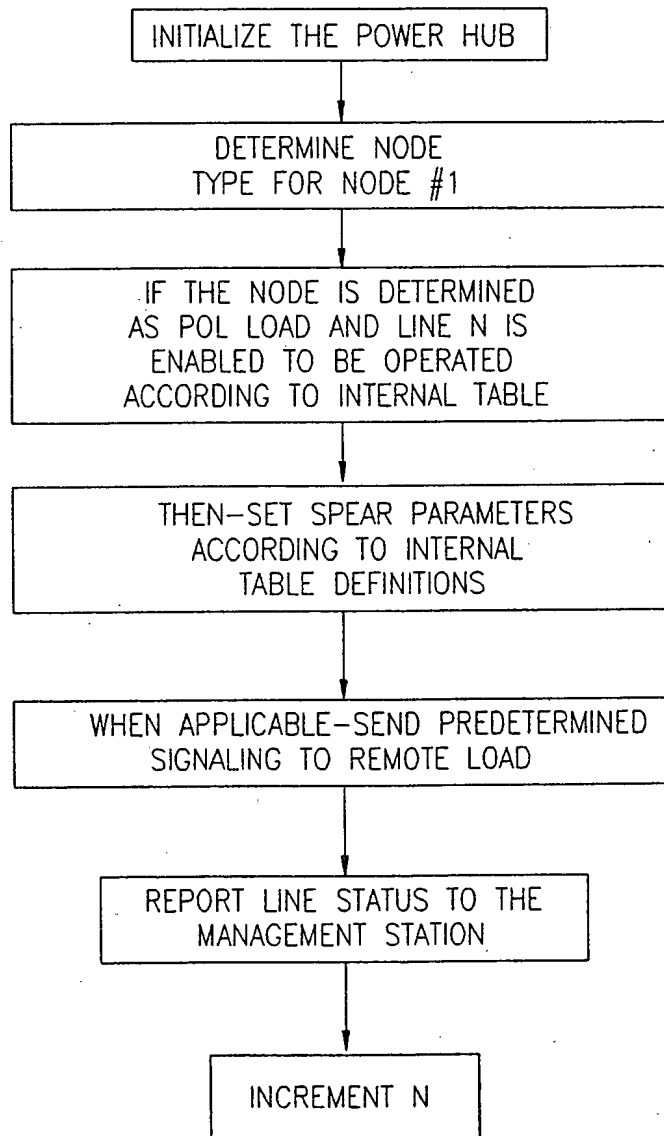 INITIALIZE THE POWER HUB
DETERMINE NODE
TYPE FOR NODE #1
IF THE NODE IS DETERMINED
AS POL LOAD AND LINE N IS
ENABLED TO BE OPERATED
ACCORDING TO INTERNAL TABLE
THEN-SET SPEAR PARAMETERS
ACCORDING TO INTERNAL
TABLE DEFINITIONS
WHEN APPLICABLE-SEND PREDETERMINED
SIGNALING TO REMOTE LOAD
REPORT LINE STATUS TO THE
MANAGEMENT STATION
INCREMENT N